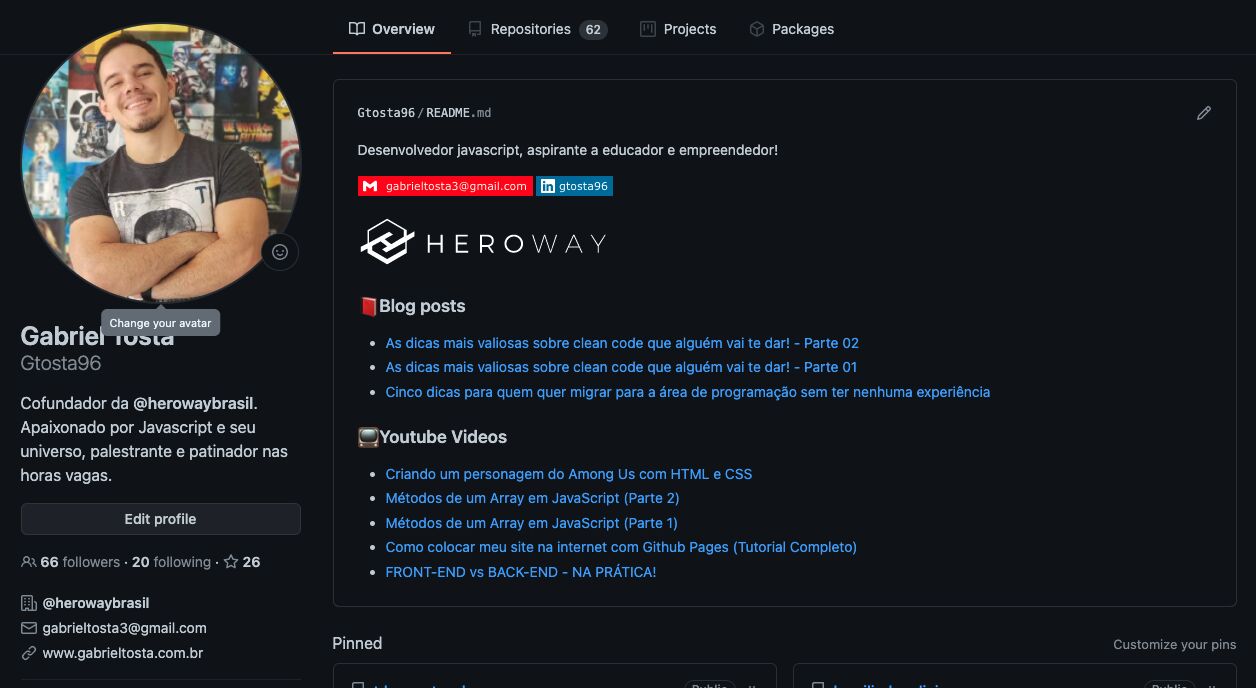 Overview
Repositories 62
Projects
Packages
DE VOLTA
FUTURO
T
R
Change your avatar
Gabriel Tosta
Gtosta96
Cofundador da @herowaybrasil.
Apaixonado por Javascript e seu
universo, palestrante e patinador nas
horas vagas.
Edit profile
66 followers · 20 following · 26
@herowaybrasil
gabrieltosta3@gmail.com
www.gabrieltosta.com.br
Gtosta96/README.md
Desenvolvedor javascript, aspirante a educador e empreendedor!
gabrieltosta3@gmail.com
in gtosta96
HEROWAY
Blog posts
As dicas mais valiosas sobre clean code que alguém vai te dar! - Parte 02
As dicas mais valiosas sobre clean code que alguém vai te dar! - Parte 01
Cinco dicas para quem quer migrar para a área de programação sem ter nenhuma experiência
Youtube Videos
Criando um personagem do Among Us com HTML e CSS
Métodos de um Array em JavaScript (Parte 2)
Métodos de um Array em JavaScript (Parte 1)
Como colocar meu site na internet com Github Pages (Tutorial Completo)
FRONT-END vs BACK-END - NA PRÁTICA!
Pinned
Customize your pins
Public
Public